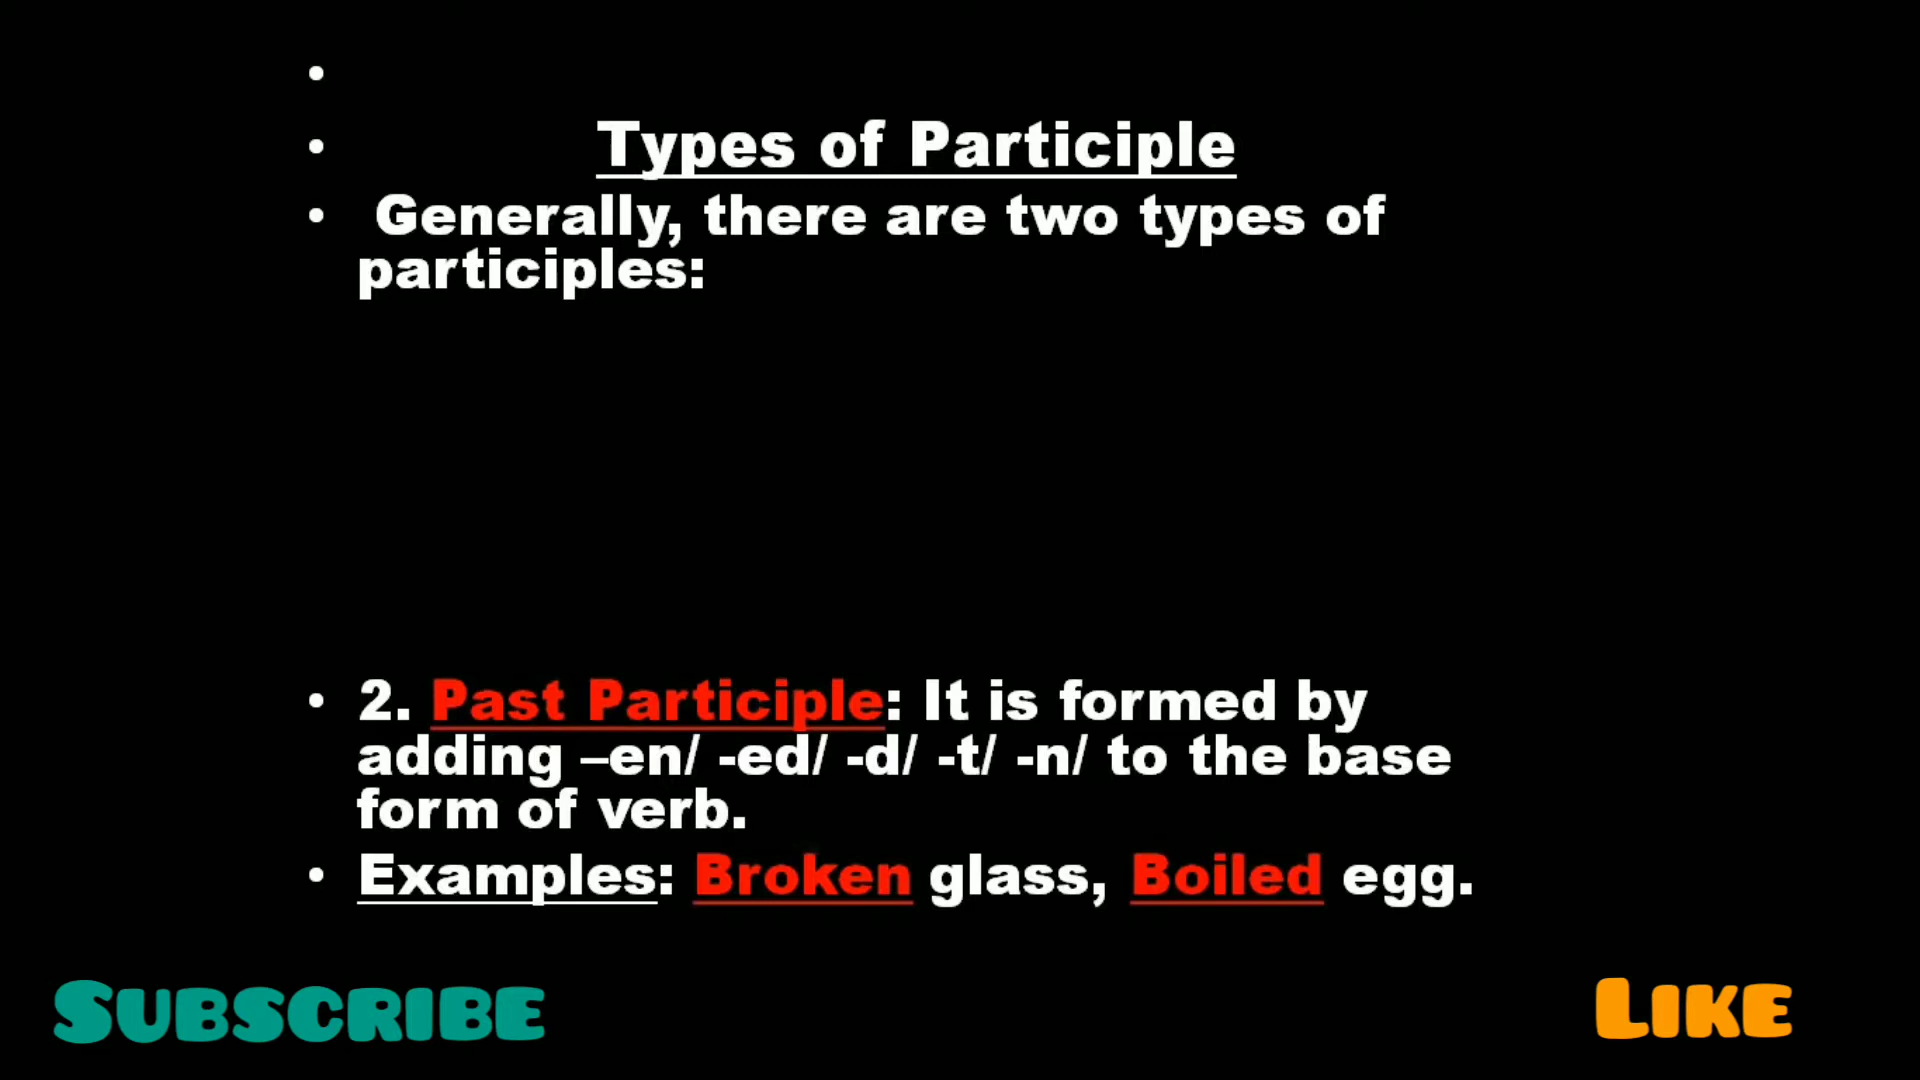 •
• Types of Participle
• Generally, there are two types of
participles:
• 2. Past Participle: It is formed by
adding –en/ -ed/ -d/ -t/ -n/ to the base
form of verb.
• Examples: Broken glass, Boiled egg.
SUBSCRIBE
LIKE